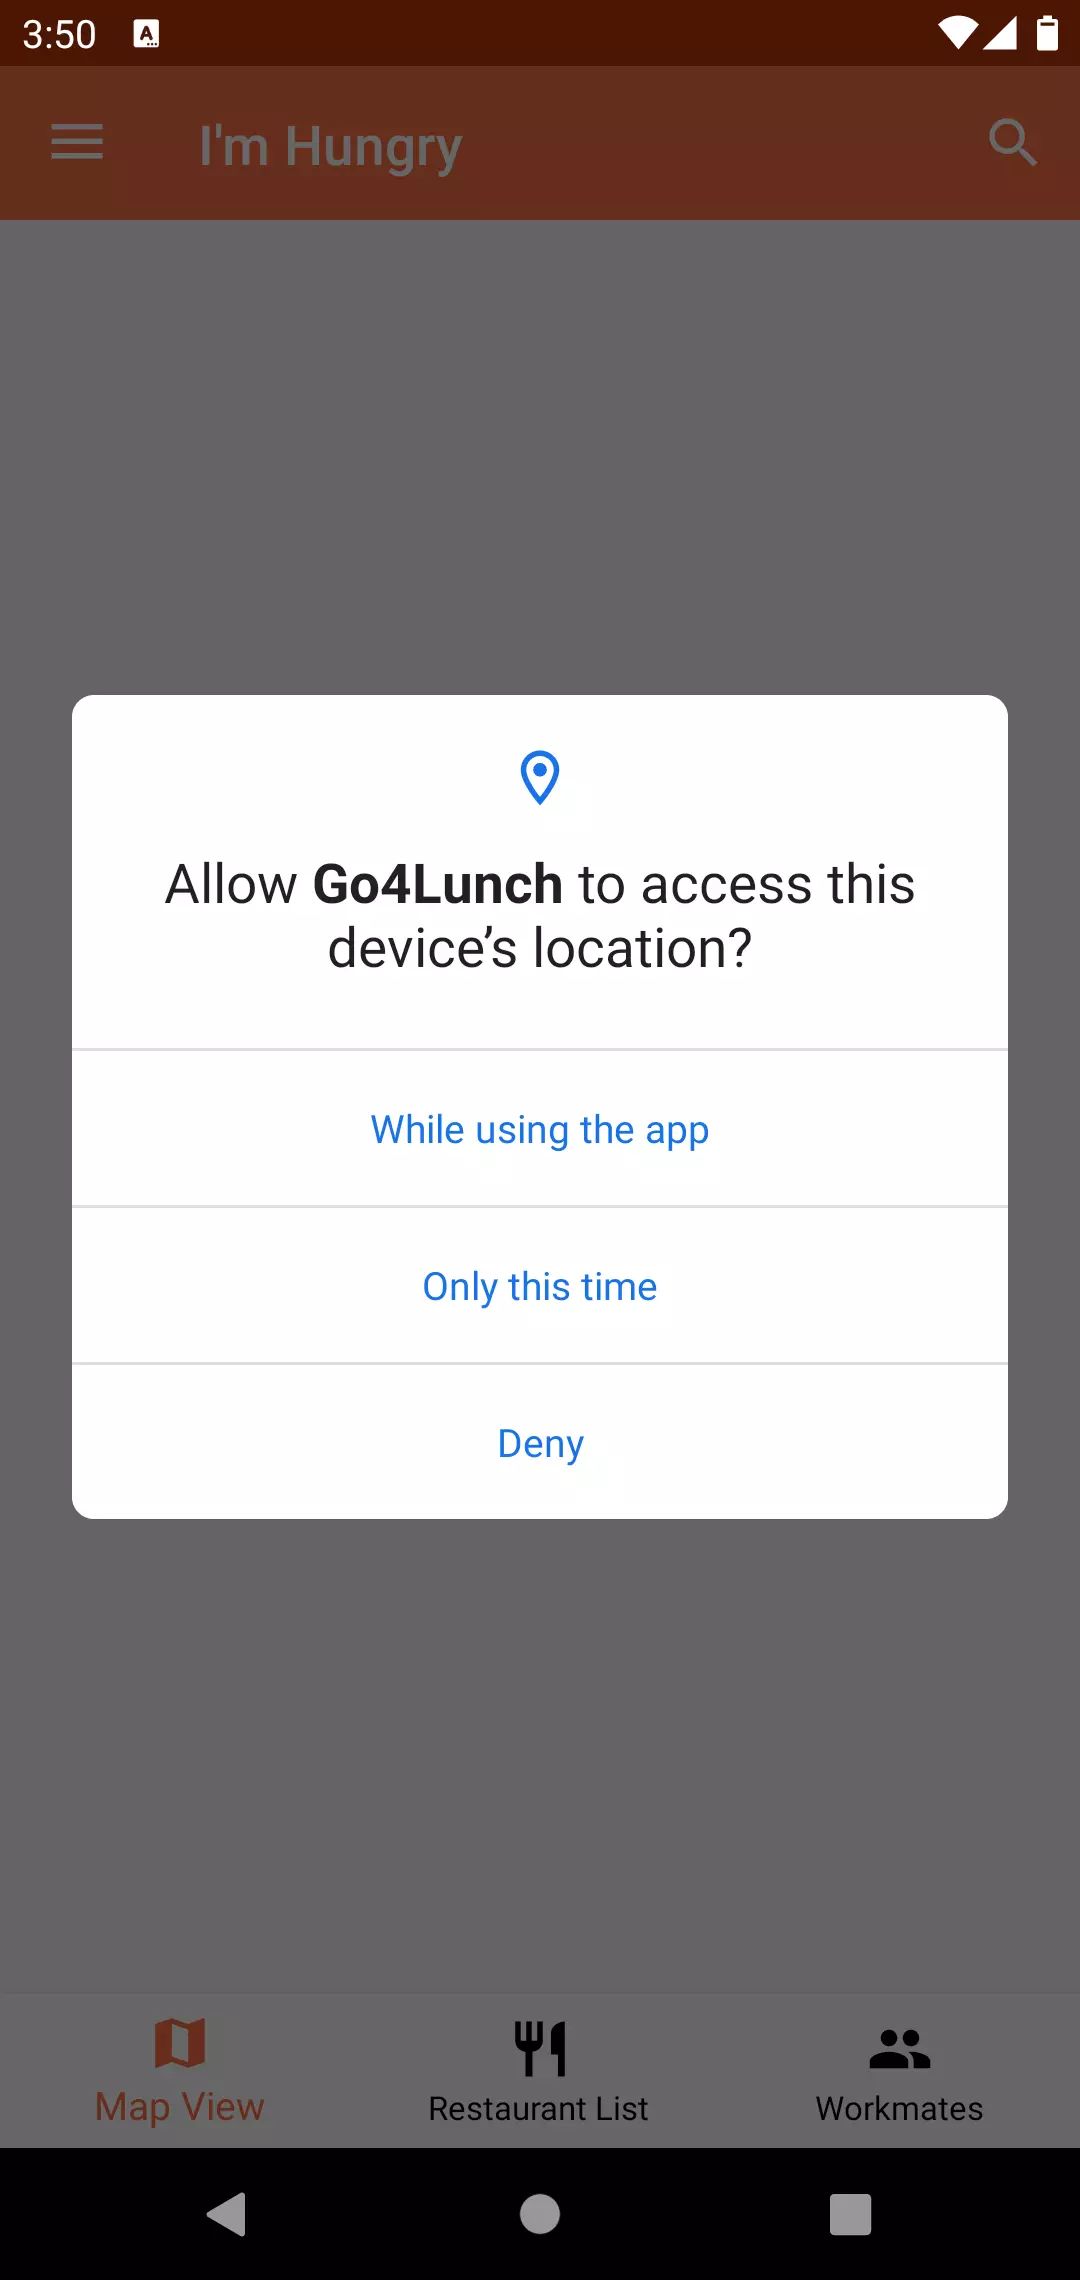 3:50
I'm Hungry
Allow Go4Lunch to access this
device’s location?
While using the app
Only this time
Deny
Map View
Restaurant List
Workmates